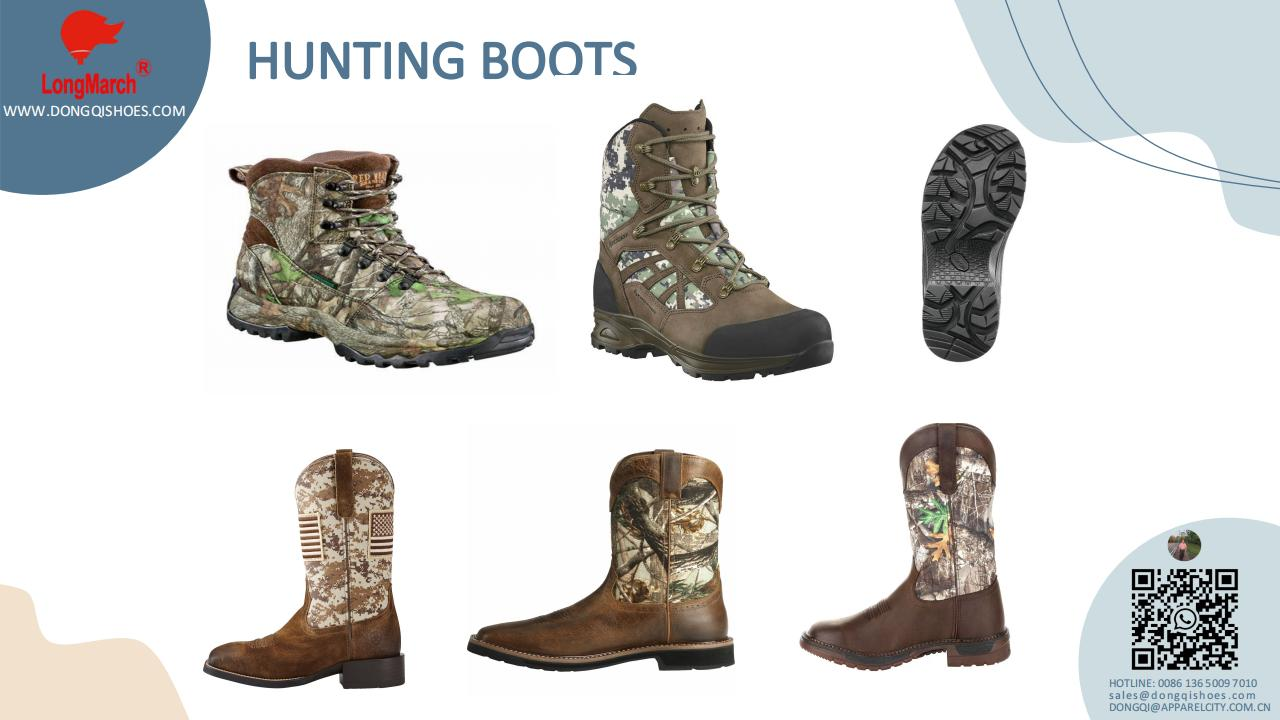 LongMarch®
WWW.DONGQISHOES.COM
HUNTING BOOTS
HOTLINE: 0086 136 5009 7010
sales@dongqishoes.com
DONGQI@APPARELCITY.COM.CN